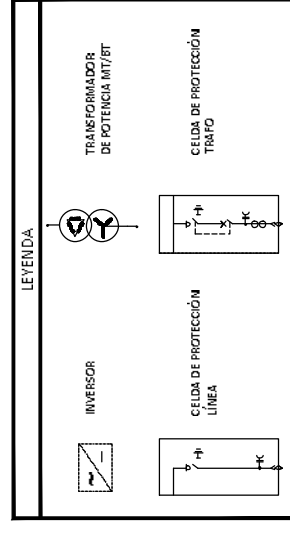 LEYENDA
INVERSOR
TRANSFORMADOR
DE POTENCIA MT/BT
CELDA DE PROTECCIÓN
LÍNEA
CELDA DE PROTECCIÓN
TRAFO